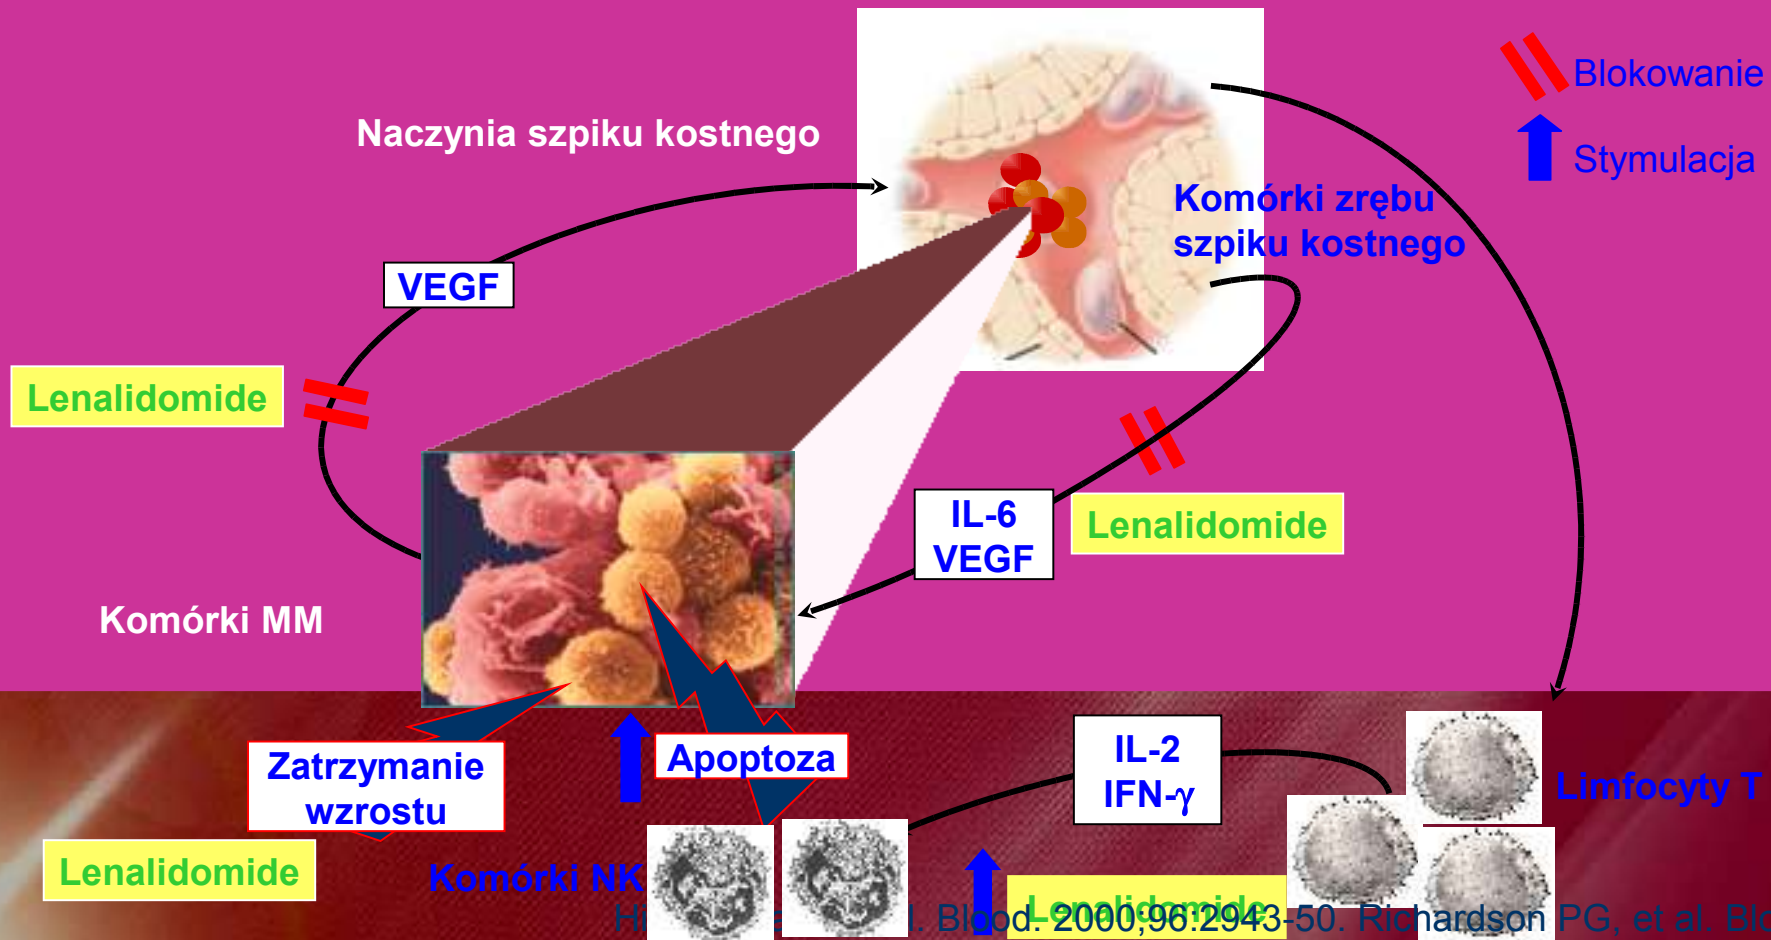 Blokowanie
Stymulacja
Naczynia szpiku kostnego
Komórki zrębu
szpiku kostnego
VEGF
Lenalidomide
IL-6
VEGF
Lenalidomide
Komórki MM
Zatrzymanie
wzrostu
Apoptoza
IL-2
IFN-γ
Limfocyty T
Lenalidomide
Komórki NK
Lenalidomide
l. Blood. 2000;96:2943-50. Richardson PG, et al.